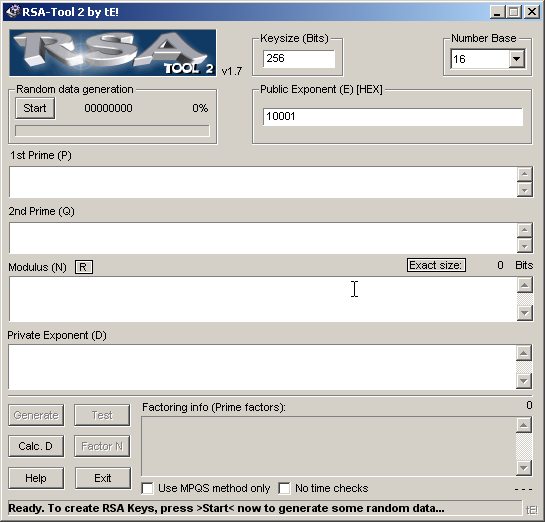 RSA-Tool 2 by tE!
RSA
TOOL 2
v1.7
Keysize (Bits)
256
Number Base
16
Random data generation
Start 00000000 0%
Public Exponent (E) [HEX]
10001
1st Prime (P)
2nd Prime (Q)
Modulus (N) R Exact size: 0 Bits
Private Exponent (D)
Generate Test
Calc. D Factor N
Help Exit
Factoring info (Prime factors): 0
Use MPQS method only No time checks ---
Ready. To create RSA Keys, press >Start< now to generate some random data... tE!